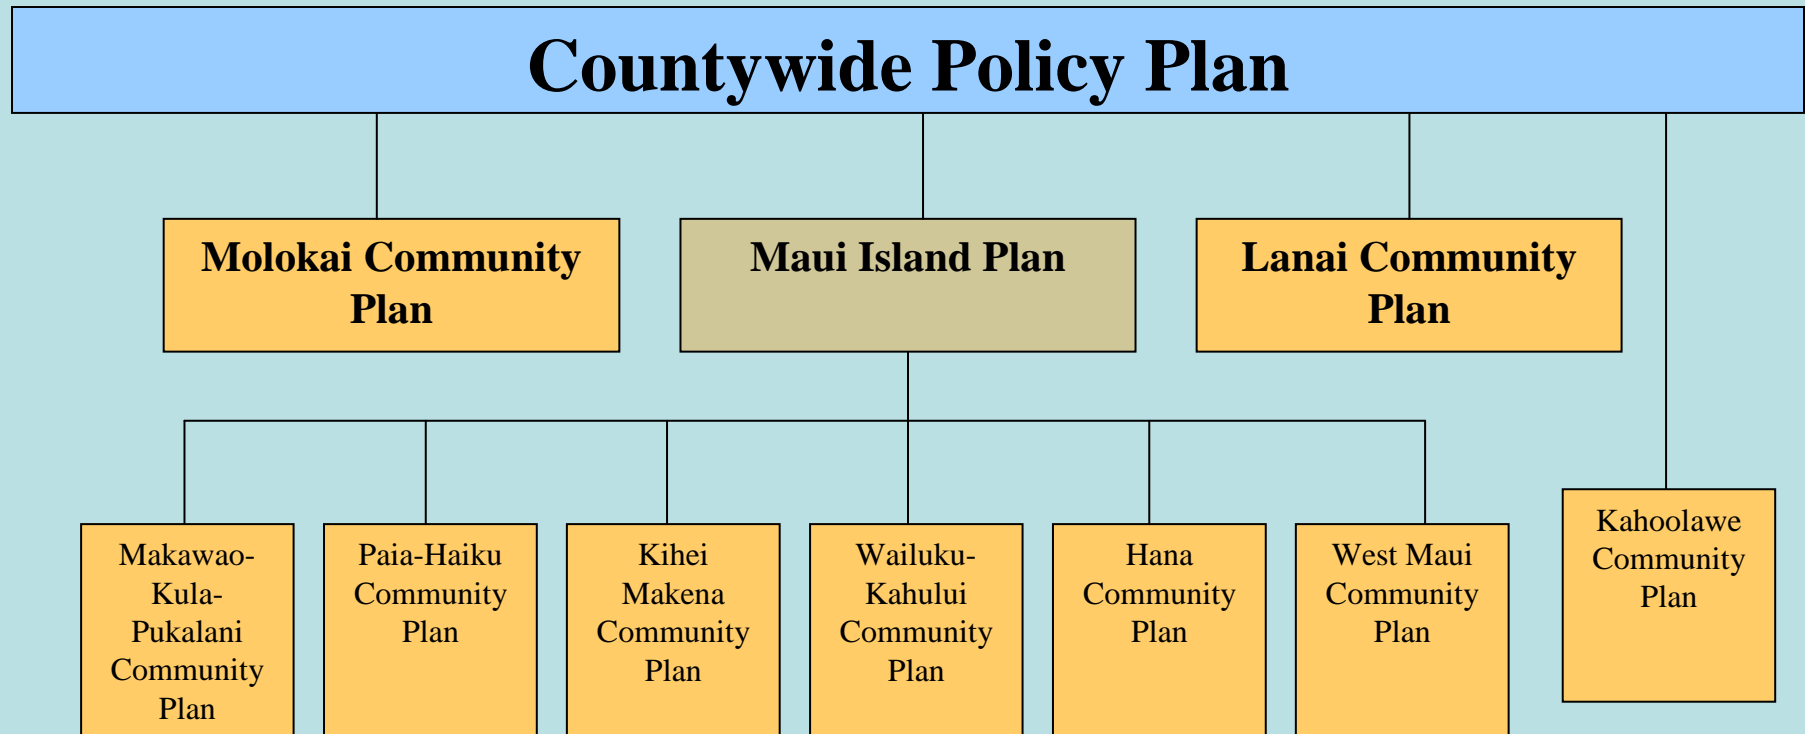 Countywide Policy Plan
Molokai Community
Plan
Maui Island Plan
Lanai Community
Plan
Makawao-
Kula-
Pukalani
Community
Plan
Paia-Haiku
Community
Plan
Kihei
Makena
Community
Plan
Wailuku-
Kahului
Community
Plan
Hana
Community
Plan
West Maui
Community
Plan
Kahoolawe
Community
Plan